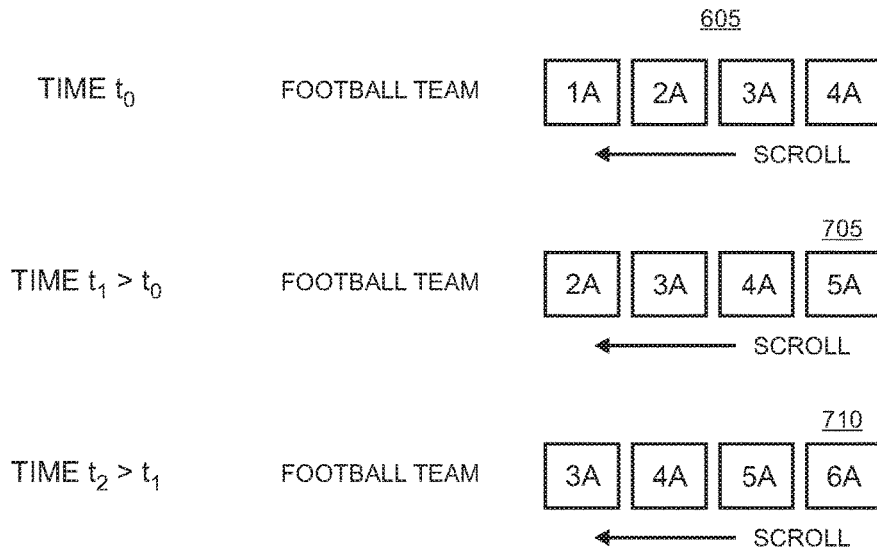 605
TIME t₀ FOOTBALL TEAM 1A 2A 3A 4A
SCROLL
705
TIME t₁ > t₀ FOOTBALL TEAM 2A 3A 4A 5A
SCROLL
710
TIME t₂ > t₁ FOOTBALL TEAM 3A 4A 5A 6A
SCROLL